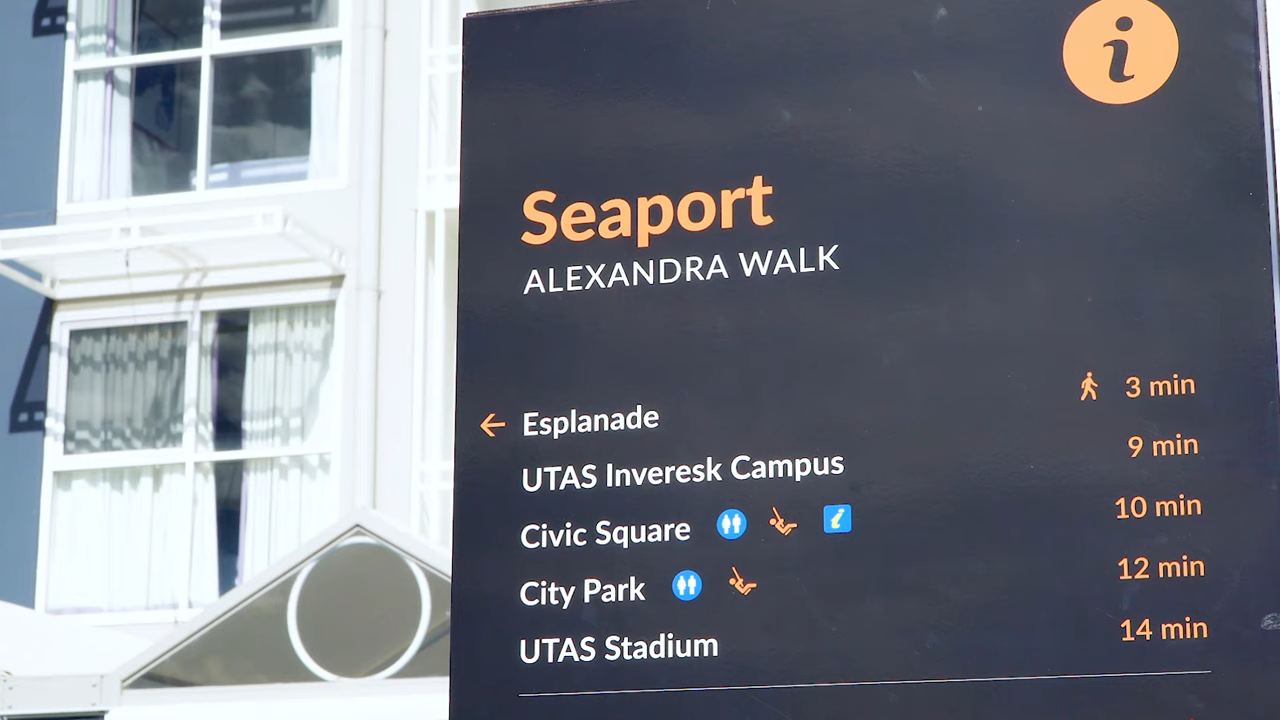 i
Seaport
ALEXANDRA WALK
← Esplanade 3 min
UTAS Inveresk Campus 9 min
Civic Square i 10 min
City Park 12 min
UTAS Stadium 14 min